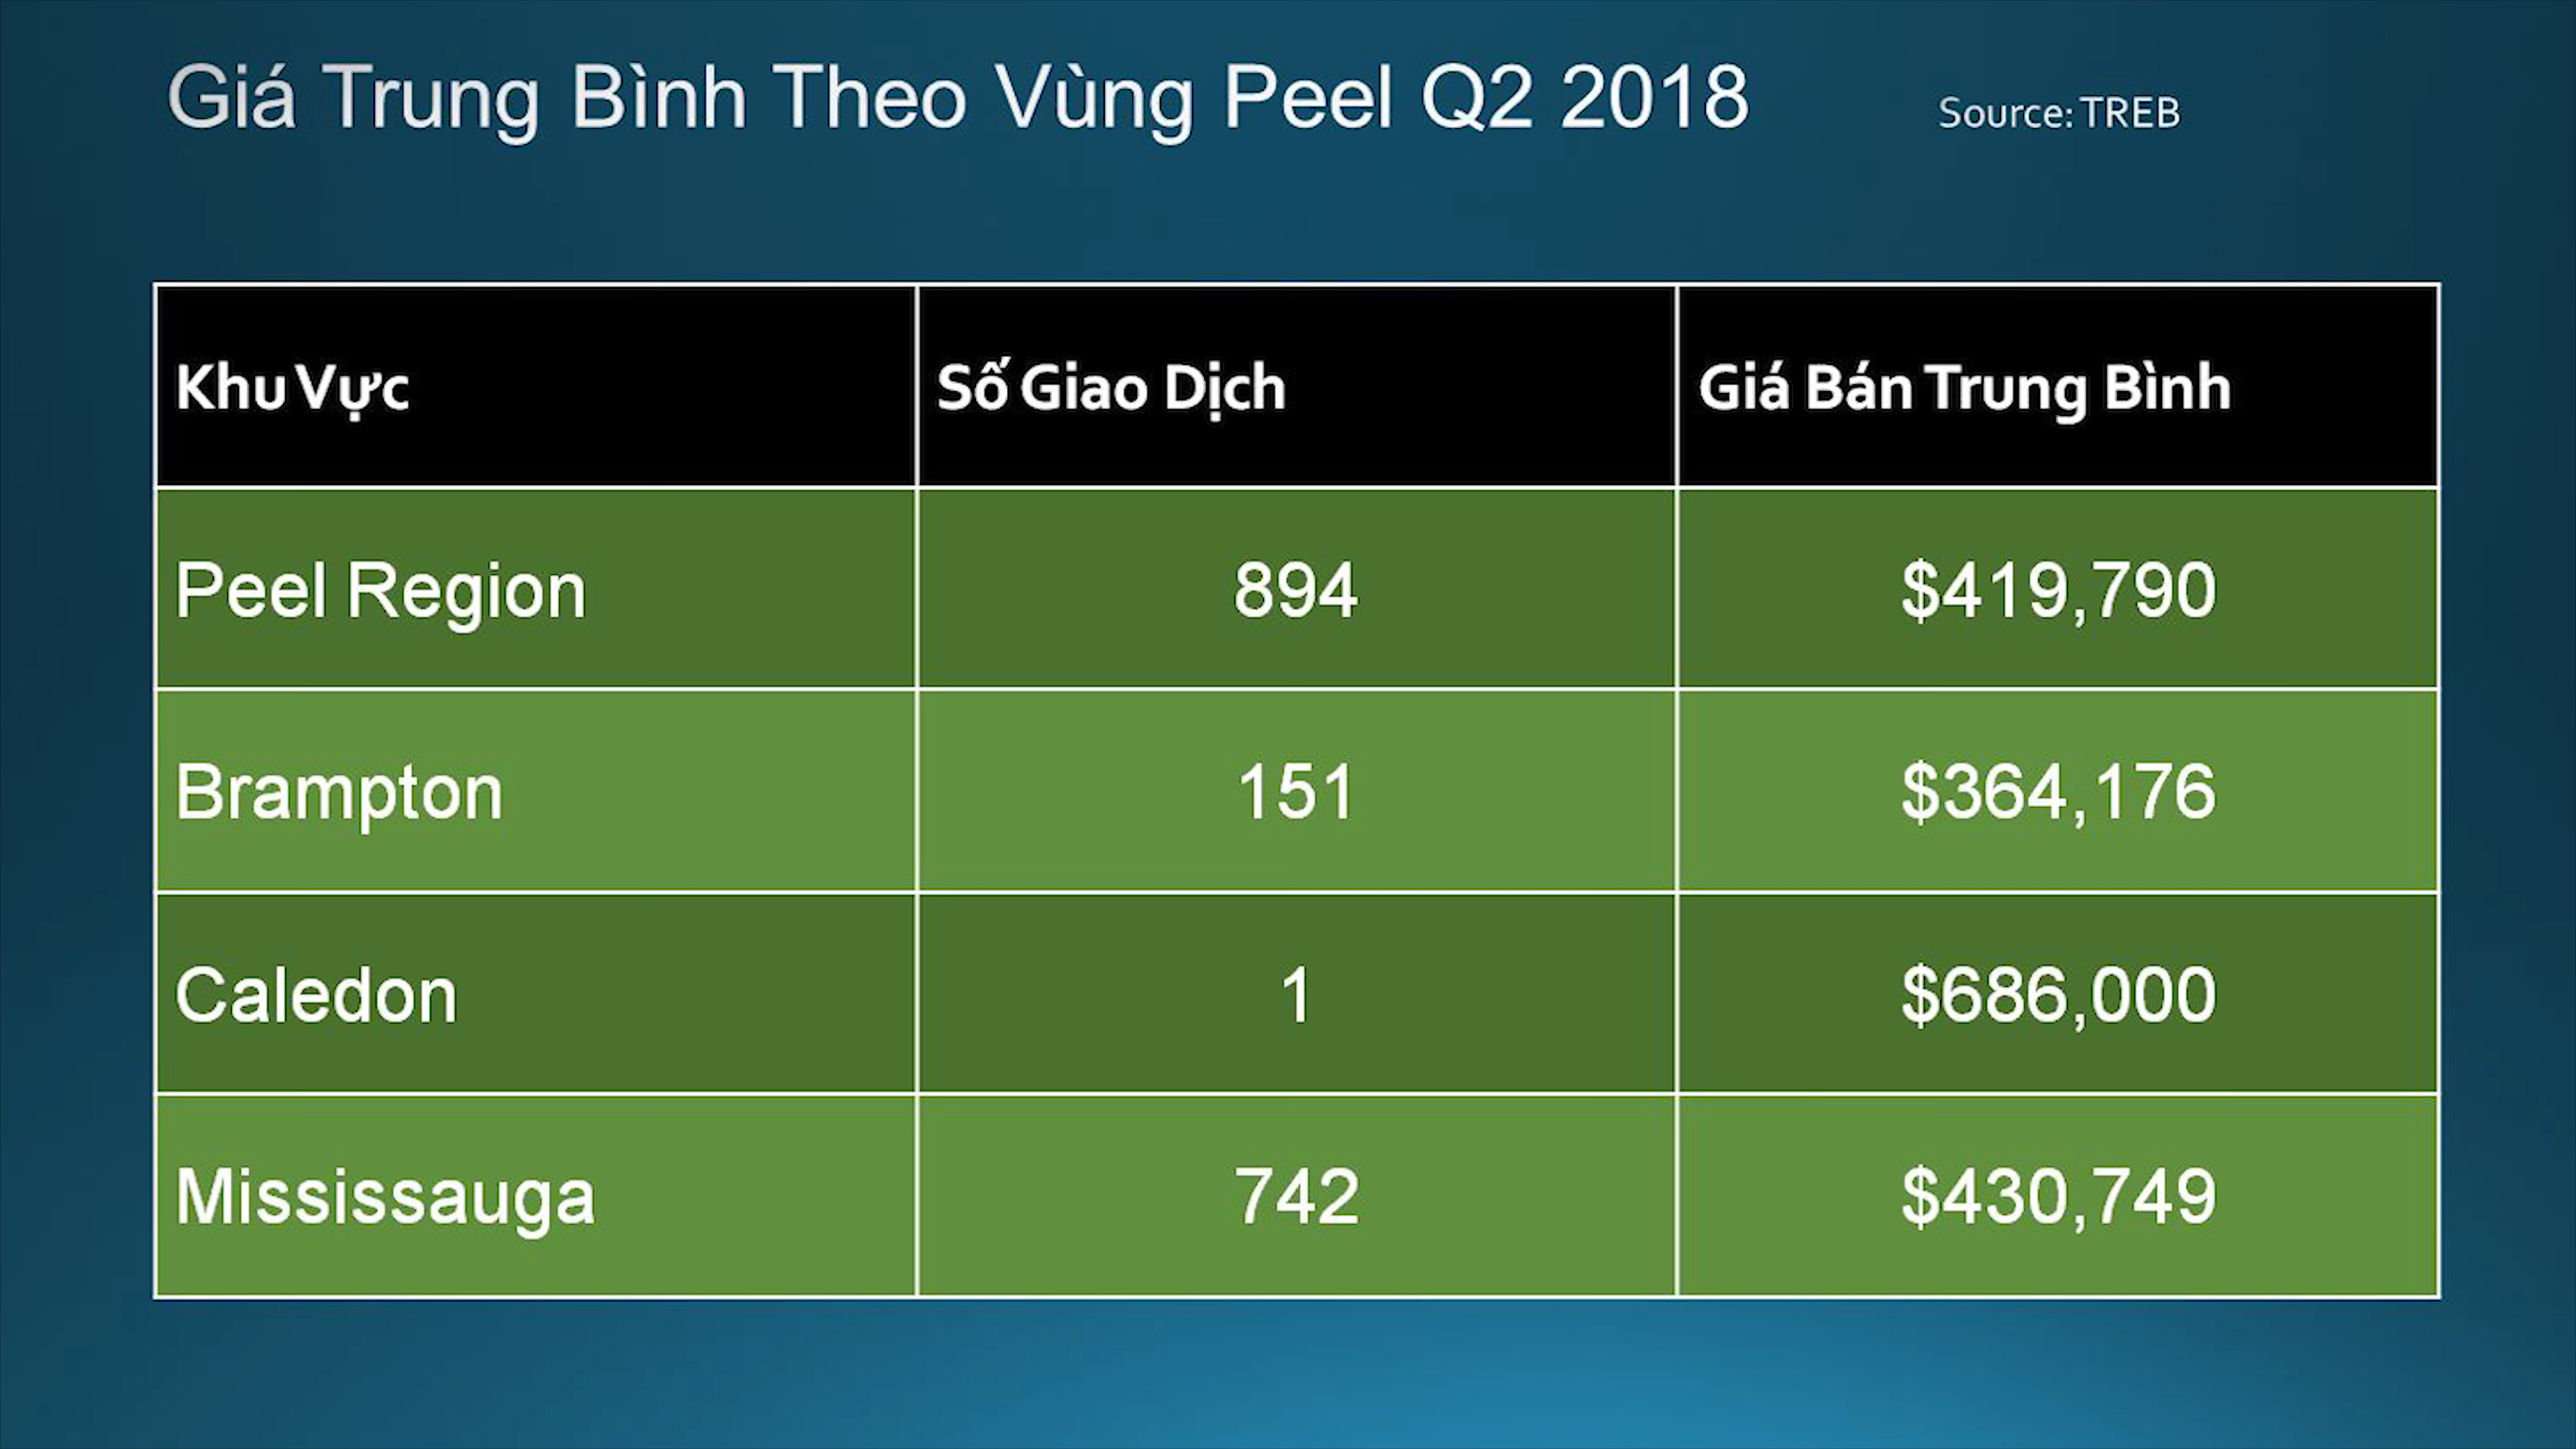 Giá Trung Bình Theo Vùng Peel Q2 2018 Source: TREB
Khu Vực Số Giao Dịch Giá Bán Trung Bình
Peel Region 894 $419,790
Brampton 151 $364,176
Caledon 1 $686,000
Mississauga 742 $430,749